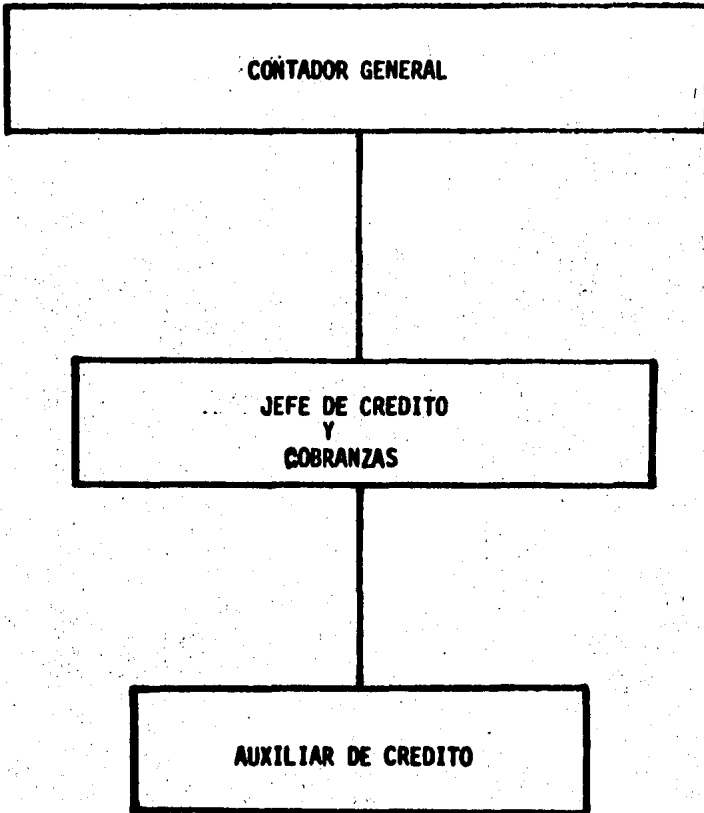 CONTADOR GENERAL
JEFE DE CREDITO
Y
COBRANZAS
AUXILIAR DE CREDITO